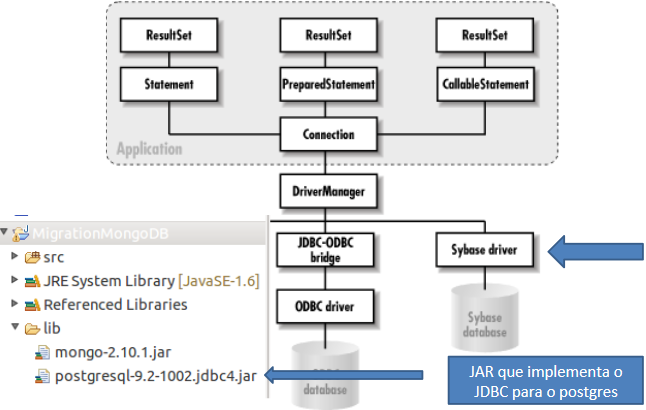 ResultSet
ResultSet
ResultSet
Statement
PreparedStatement
CallableStatement
Connection
Application
DriverManager
MigrationMongoDB
src
JRE System Library [JavaSE-1.6]
Referenced Libraries
lib
mongo-2.10.1.jar
postgresql-9.2-1002.jdbc4.jar
JDBC-ODBC
bridge
Sybase driver
ODBC driver
Sybase
database
database
JAR que implementa o
JDBC para o postgres